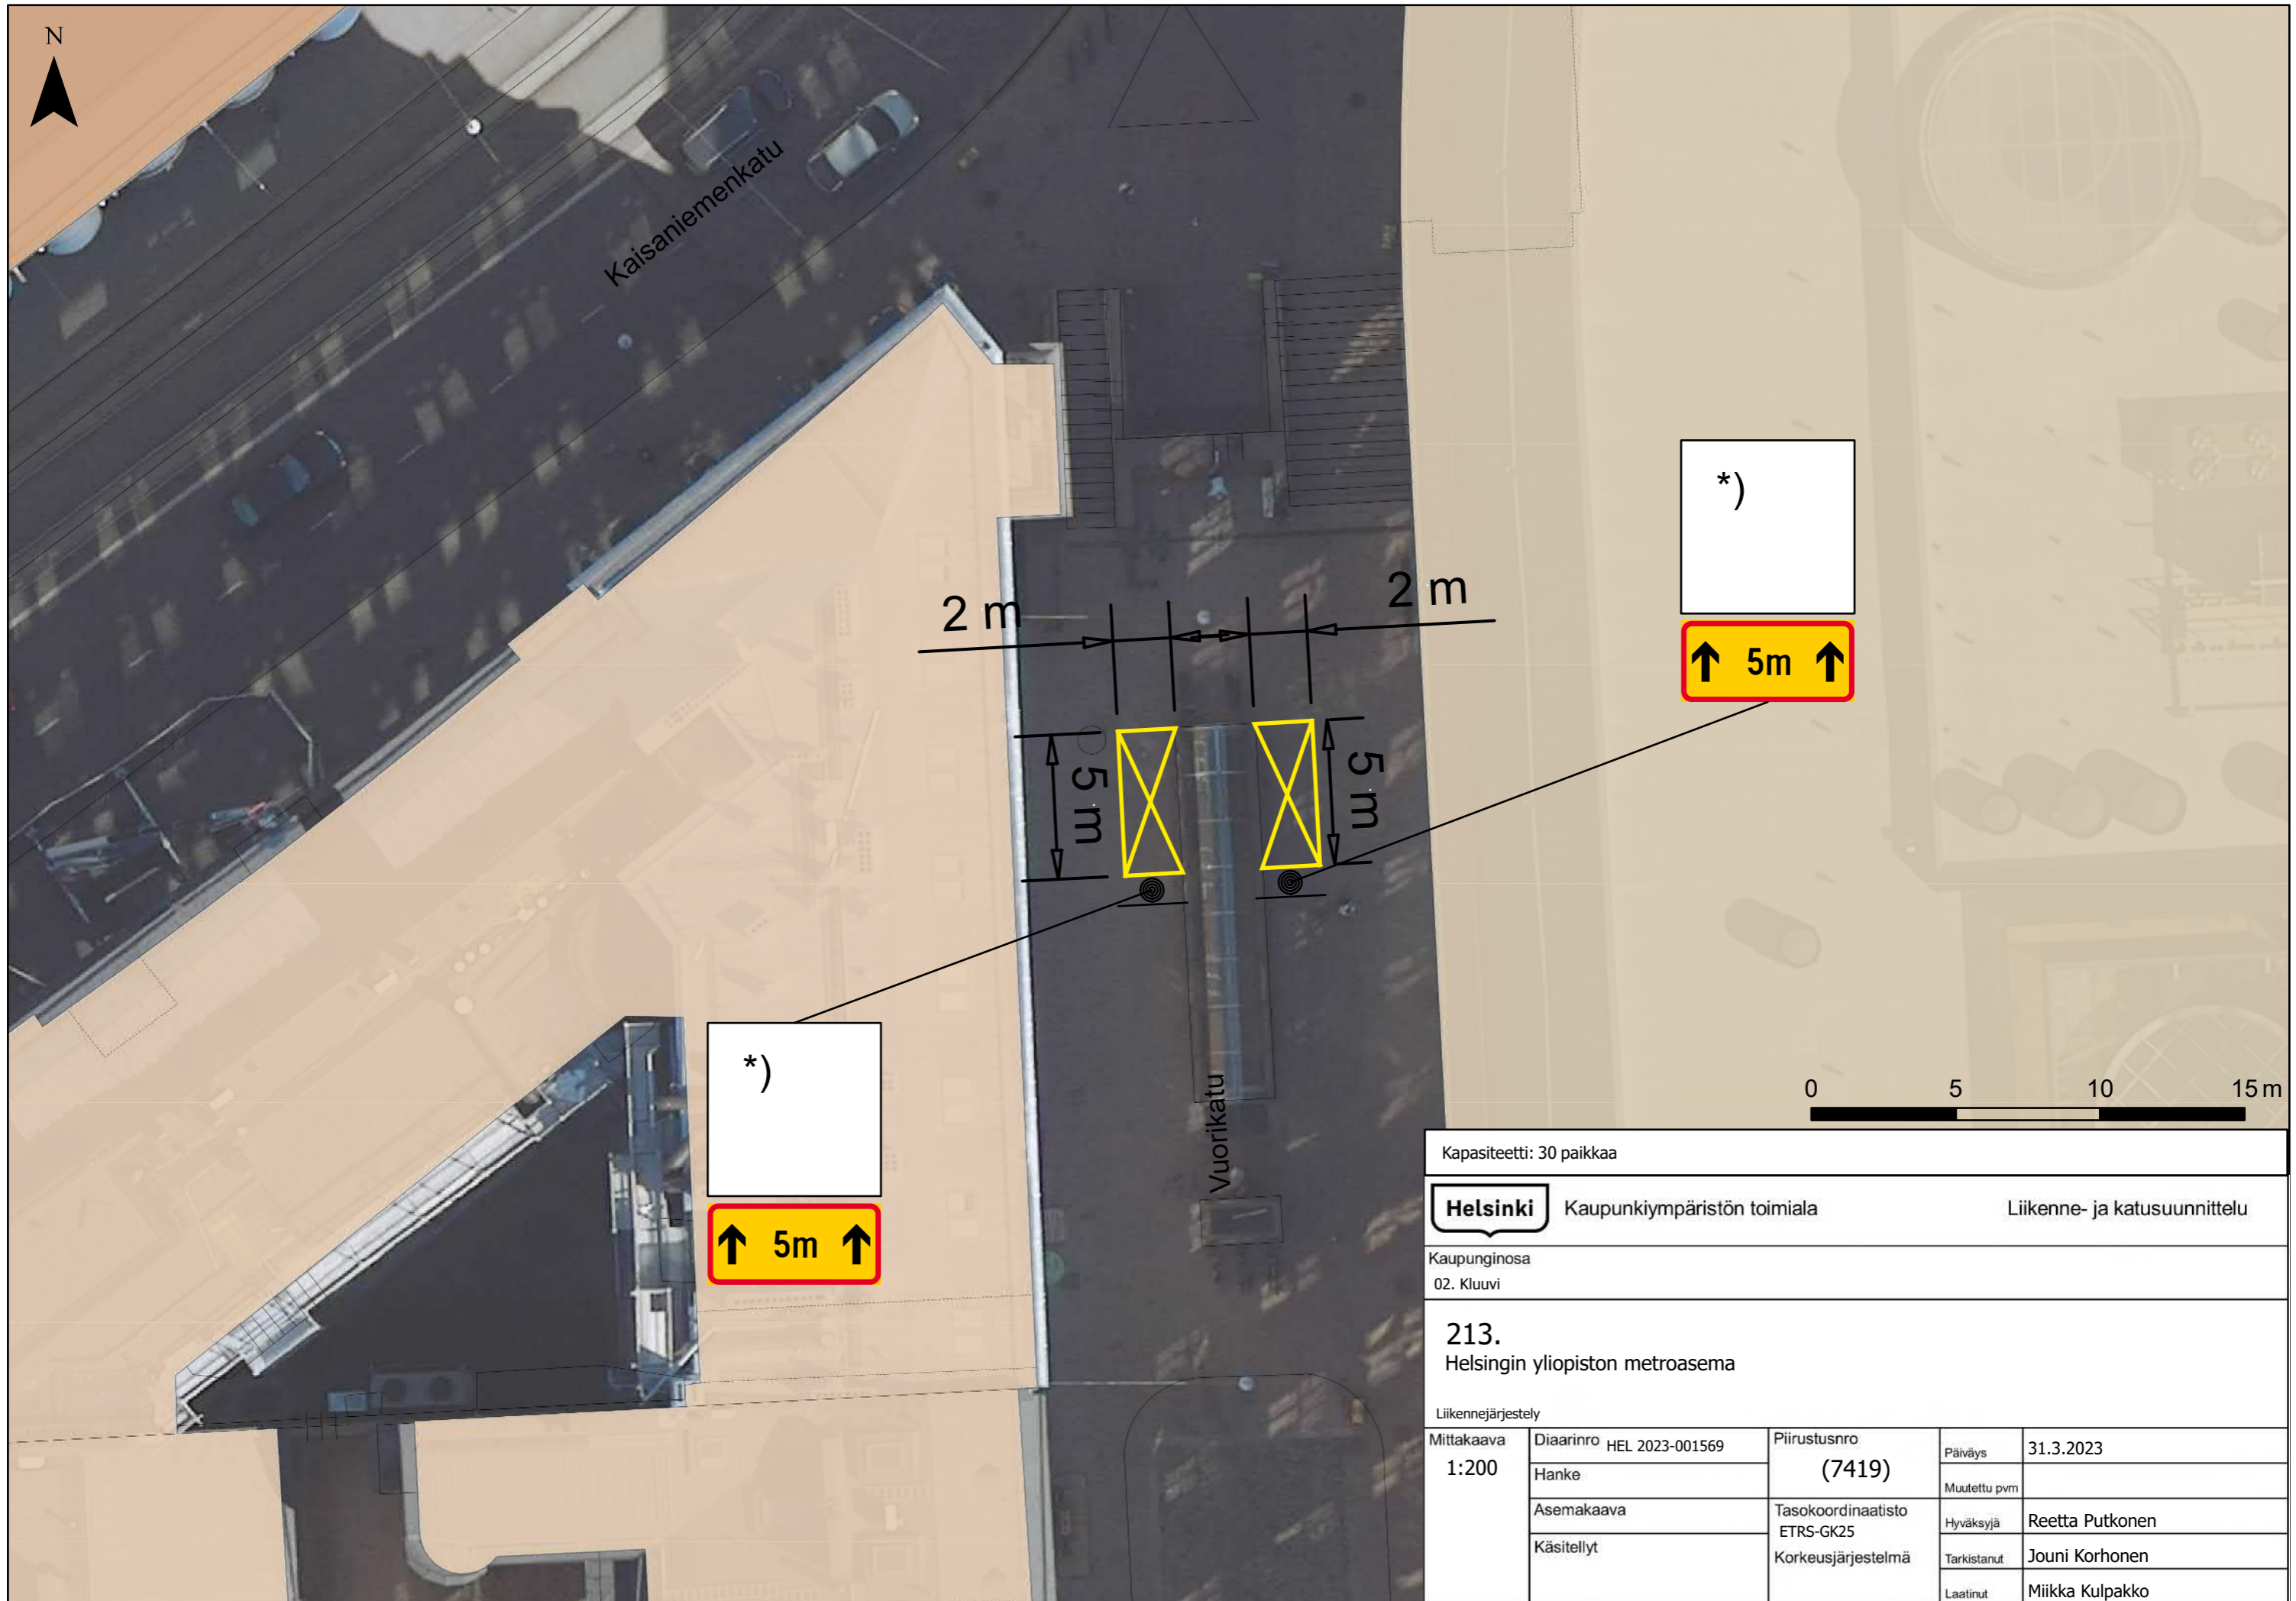 N
Kaisaniemenkatu
*)
5m
2 m
2 m
5 m
5 m
*)
5m
Vuorikatu
0 5 10 15 m
Kapasiteetti: 30 paikkaa
Helsinki Kaupunkiympäristön toimiala Liikenne- ja katusuunnittelu
Kaupunginosa
02. Kluuvi
213.
Helsingin yliopiston metroasema
Liikennejärjestely
Mittakaava
1:200
Diaarinro HEL 2023-001569
Hanke
Asemakaava
Käsitellyt
Piirustusnro
(7419)
Tasokoordinaatisto
ETRS-GK25
Korkeusjärjestelmä
Päiväys 31.3.2023
Muutettu pvm
Hyväksyjä Reetta Putkonen
Tarkistanut Jouni Korhonen
Laatinut Miikka Kulpakko